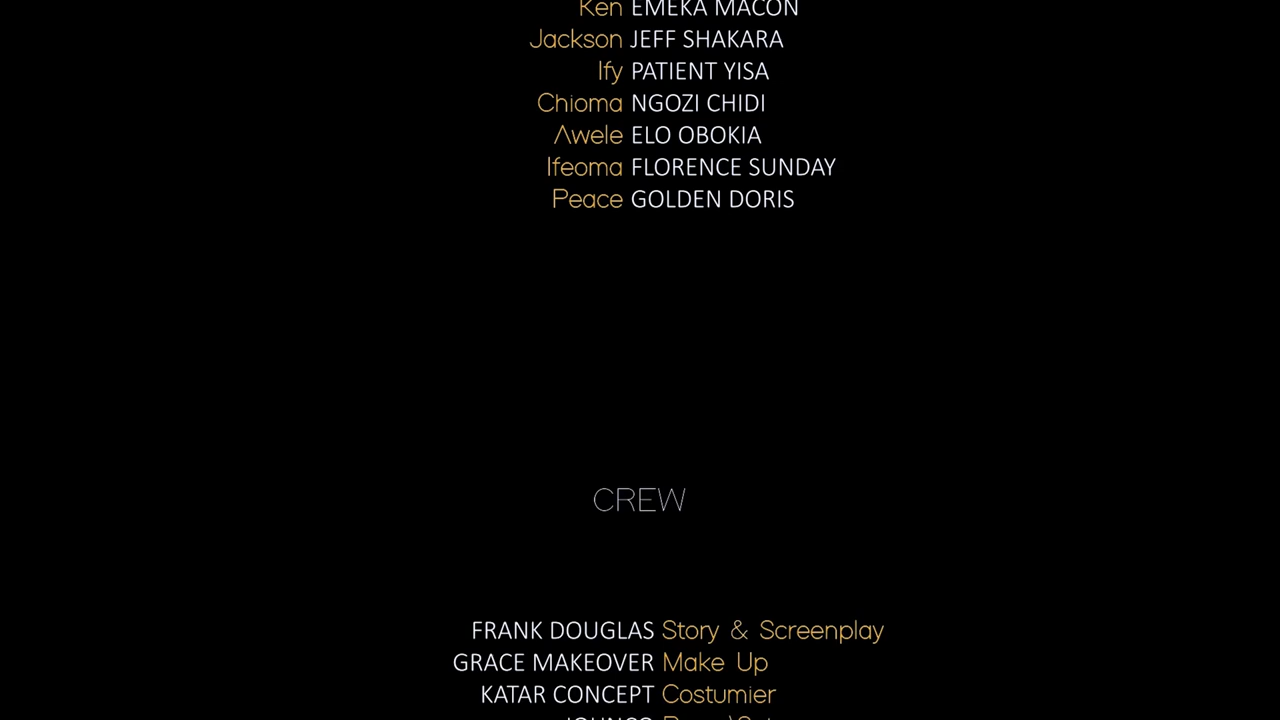 Ken EMEKA MACON
Jackson JEFF SHAKARA
Ify PATIENT YISA
Chioma NGOZI CHIDI
Awele ELO OBOKIA
Ifeoma FLORENCE SUNDAY
Peace GOLDEN DORIS
CREW
FRANK DOUGLAS Story & Screenplay
GRACE MAKEOVER Make Up
KATAR CONCEPT Costumier